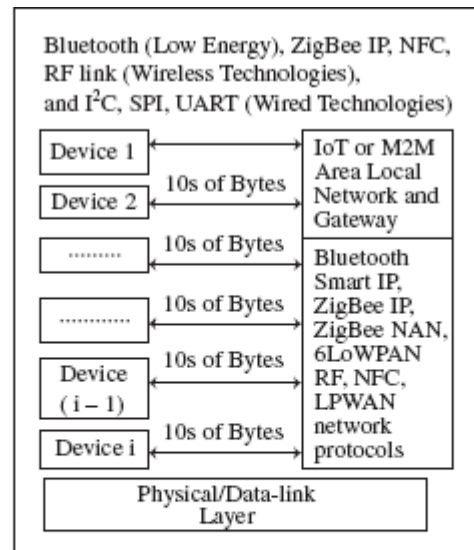 Bluetooth (Low Energy), ZigBee IP, NFC,
RF link (Wireless Technologies),
and I²C, SPI, UART (Wired Technologies)
Device 1
IoT or M2M
Area Local
Network and
Gateway
10s of Bytes
Device 2
10s of Bytes
.........
Bluetooth
Smart IP,
ZigBee IP,
ZigBee NAN,
6LoWPAN
RF, NFC,
LPWAN
network
protocols
10s of Bytes
............
10s of Bytes
Device
( i – 1)
10s of Bytes
Device i
Physical/Data-link
Layer